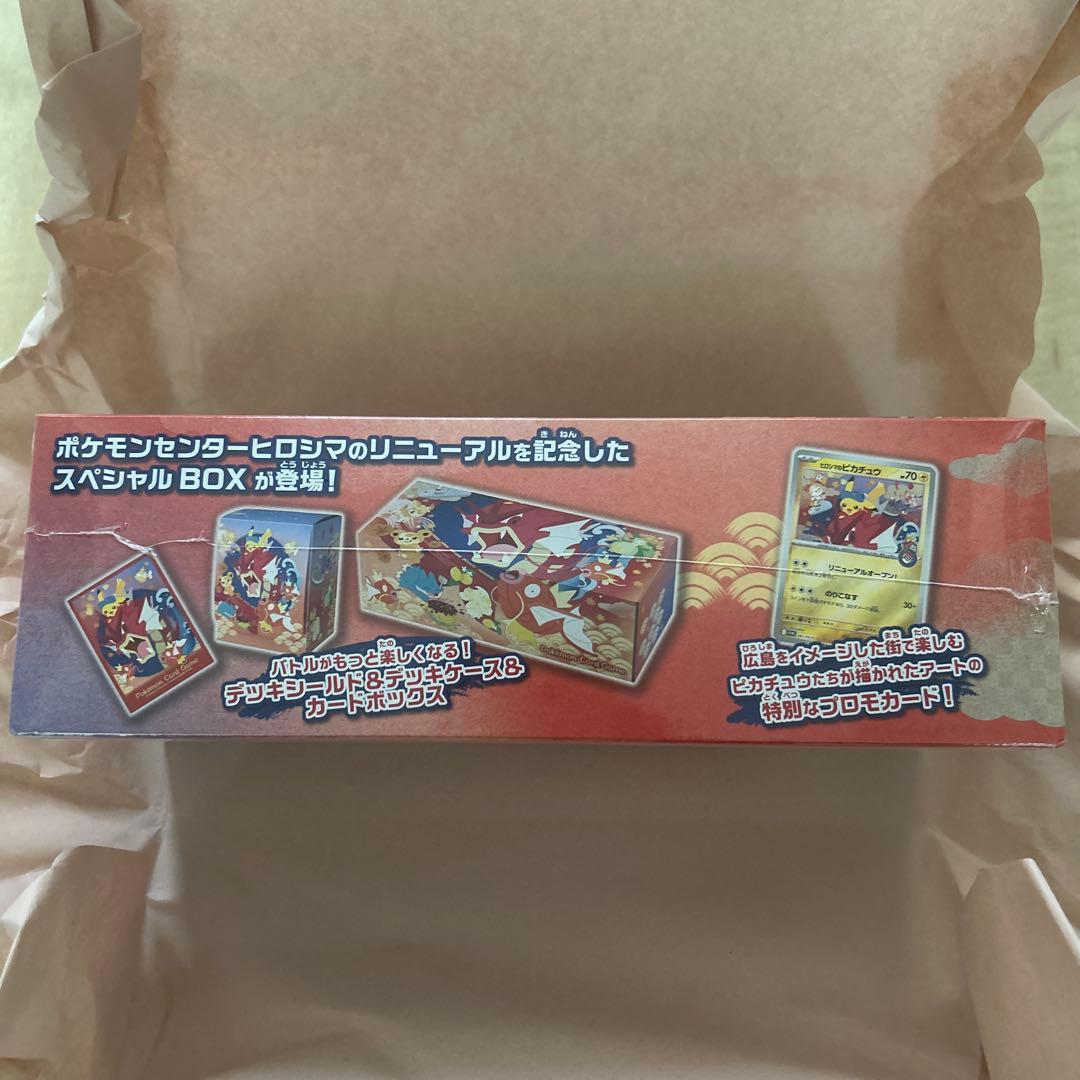 ポケモンセンターヒロシマのリニューアルを記念した
スペシャルBOXが登場！
バトルがもっと楽しくなる！
デッキシールド&デッキケース&
カードボックス
Pokémon Card Game
Pokémon Card Game
ヒロシマのピカチュウ
HP70
リニューアルオープン！
のりこなす
30+
広島をイメージした街で楽しむ
ピカチュウたちが描かれたアートの
特別なプロモカード！